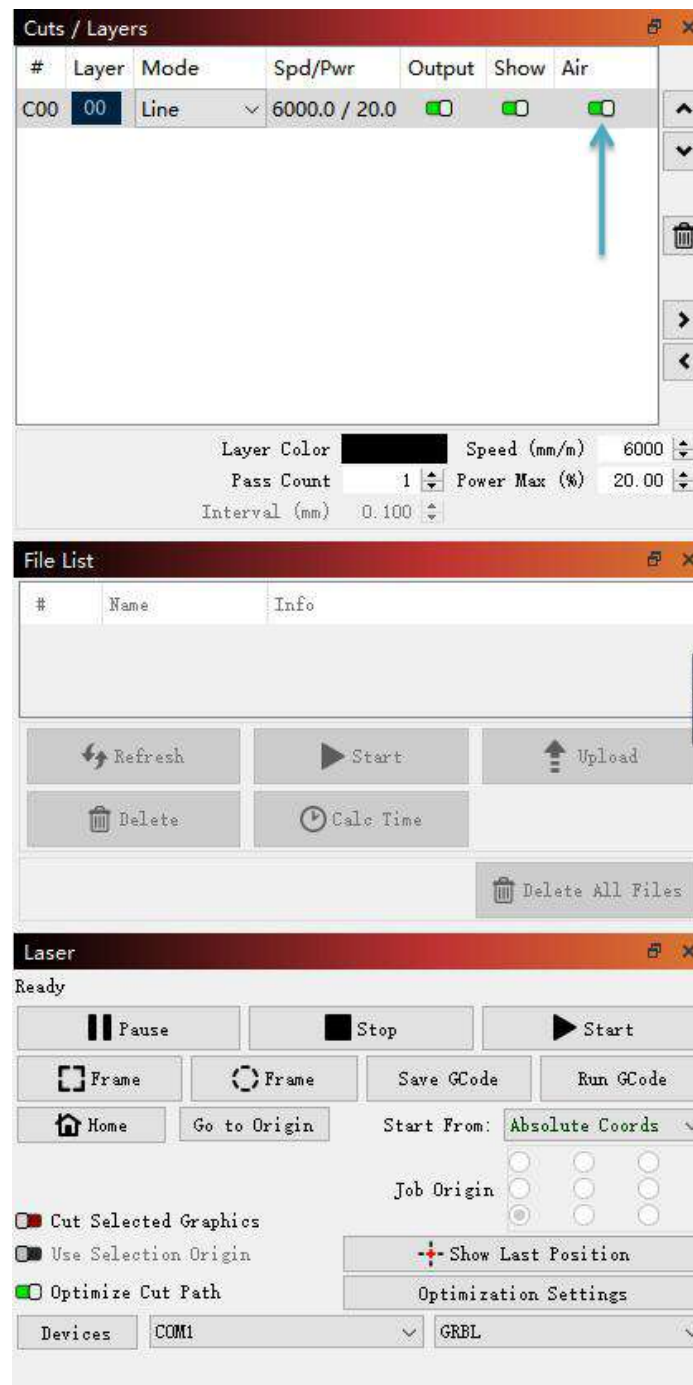 Cuts / Layers
# Layer Mode Spd/Pwr Output Show Air
C00 00 Line 6000.0 / 20.0
Layer Color Speed (mm/m) 6000
Pass Count 1 Power Max (%) 20.00
Interval (mm) 0.100
File List
# Name Info
Refresh Start Upload
Delete Calc Time
Delete All Files
Laser
Ready
Pause Stop Start
Frame Frame Save GCode Run GCode
Home Go to Origin Start From: Absolute Coords
Job Origin
Cut Selected Graphics
Use Selection Origin Show Last Position
Optimize Cut Path Optimization Settings
Devices COM1 GRBL